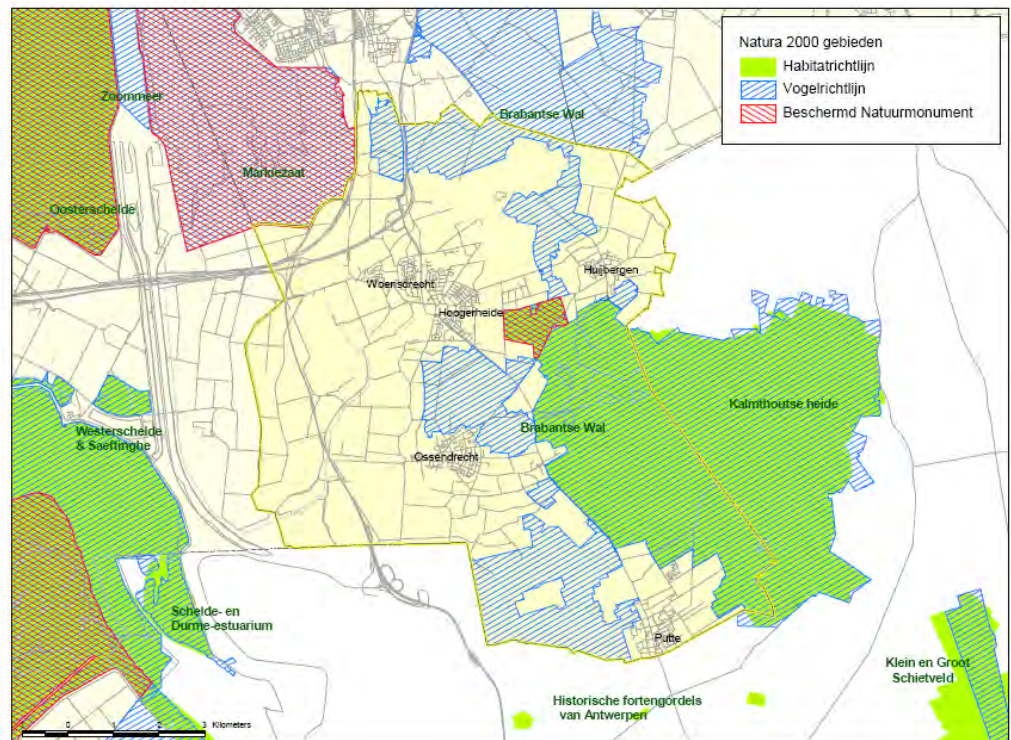 Natura 2000 gebieden
Habitatrichtlijn
Vogelrichtlijn
Beschermd Natuurmonument
Zoommeer
Brabantse Wal
Markiezaat
Oosterschelde
Huijbergen
Woensdrecht
Hoogerheide
Kalmthoutse heide
Westerschelde
& Saeftinghe
Brabantse Wal
Ossendrecht
Schelde- en
Durme-estuarium
Putte
Klein en Groot
Schietveld
Historische fortengordels
van Antwerpen
1 0 1 2 3 Kilometers